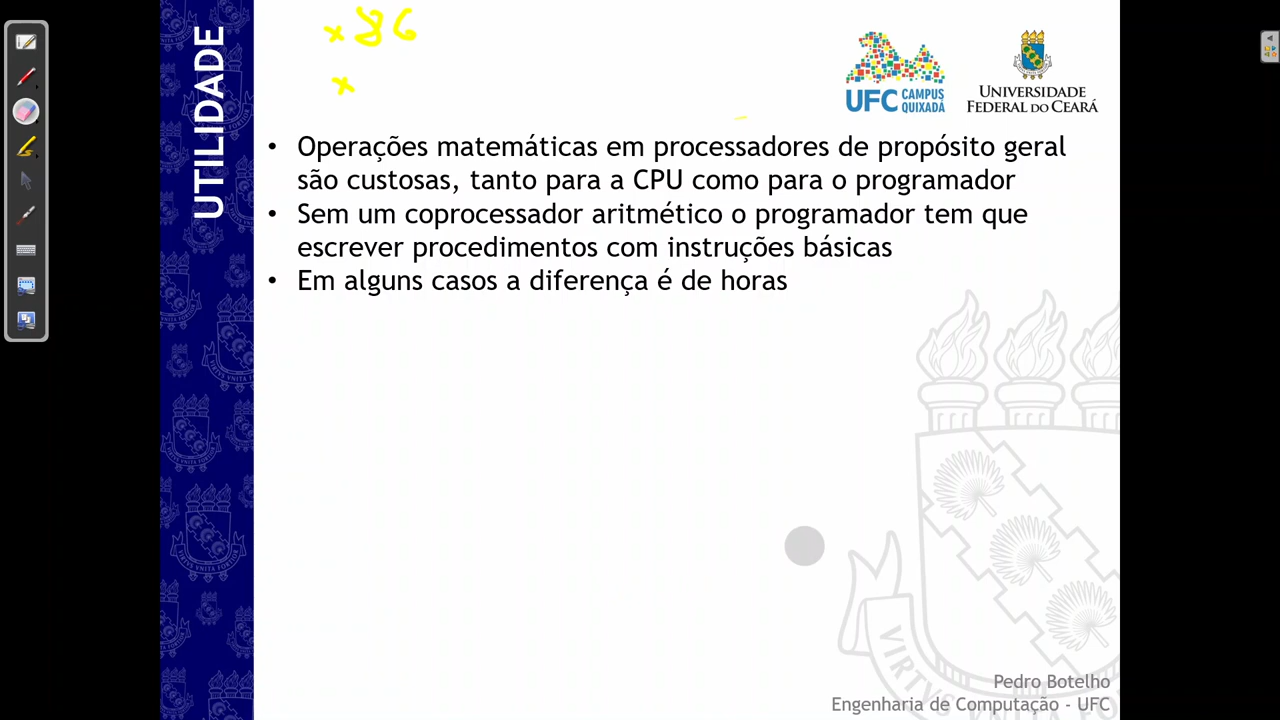 x86
x
UTILIDADE
UFC CAMPUS QUIXADÁ
UNIVERSIDADE
FEDERAL DO CEARÁ
• Operações matemáticas em processadores de propósito geral
são custosas, tanto para a CPU como para o programador
• Sem um coprocessador aritmético o programador tem que
escrever procedimentos com instruções básicas
• Em alguns casos a diferença é de horas
Pedro Botelho
Engenharia de Computação - UFC